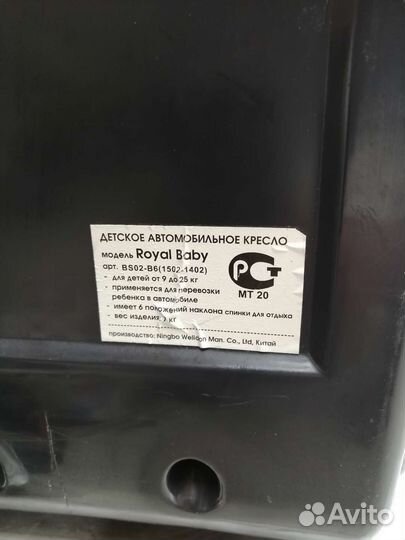 ДЕТСКОЕ АВТОМОБИЛЬНОЕ КРЕСЛО
модель Royal Baby
арт. BS02-B6(1502-1402)
- для детей от 9 до 25 кг
- применяется для перевозки
ребенка в автомобиле
- имеет 6 положений наклона спинки для отдыха
- вес изделия кг
РСТ
МТ 20
производство: Ningbo Welldon Man. Co., Ltd, Китай
Avito